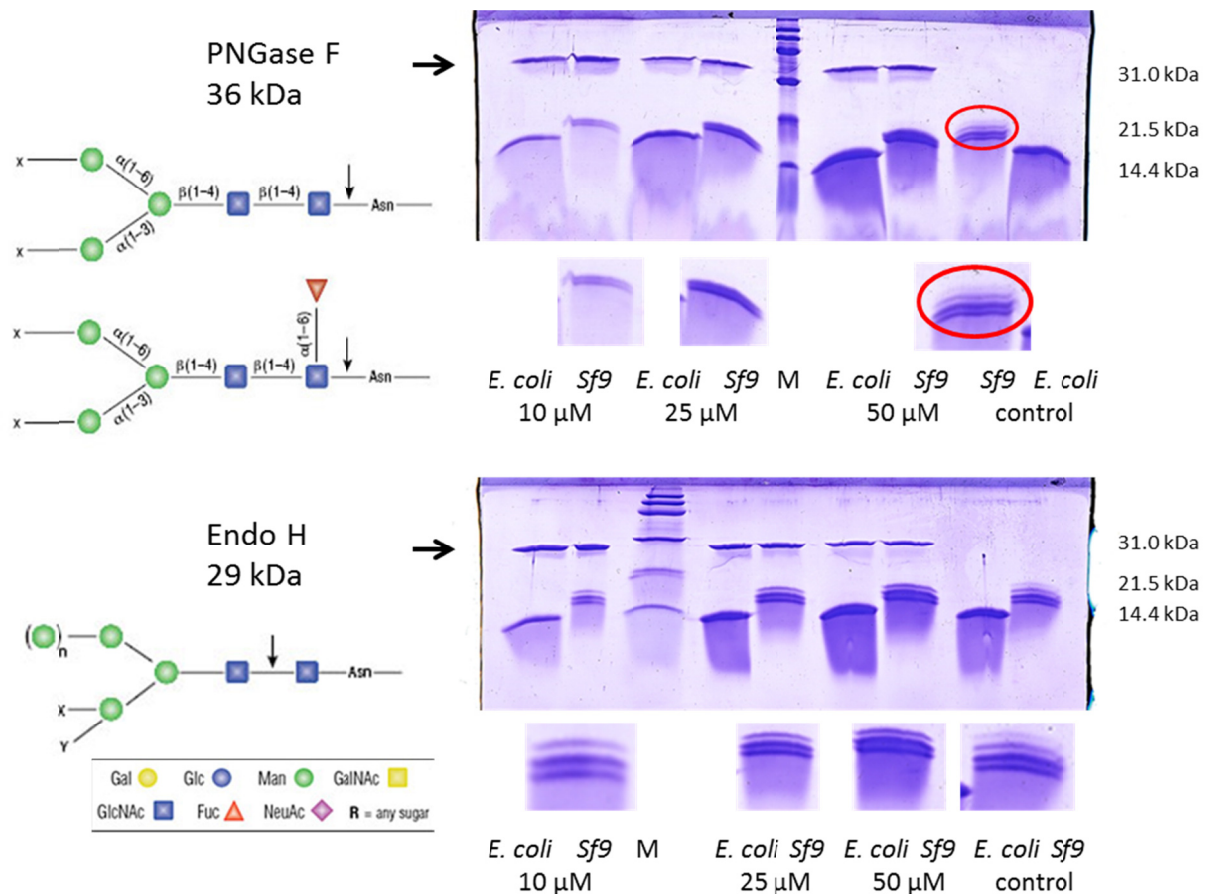 PNGase F
36 kDa
31.0 kDa
21.5 kDa
14.4 kDa
x
α(1–6)
β(1–4)
β(1–4)
Asn
α(1–3)
x
x
α(1–6)
β(1–4)
β(1–4)
α(1–6)
Asn
α(1–3)
x
E. coli Sf9 E. coli Sf9 M E. coli Sf9 Sf9 E. coli
10 µM 25 µM 50 µM control
Endo H
29 kDa
31.0 kDa
21.5 kDa
14.4 kDa
( )n
Asn
X
Y
Gal Glc Man GalNAc
GlcNAc Fuc NeuAc R = any sugar
E. coli Sf9 M E. coli Sf9 E. coli Sf9 E. coli Sf9
10 µM 25 µM 50 µM control